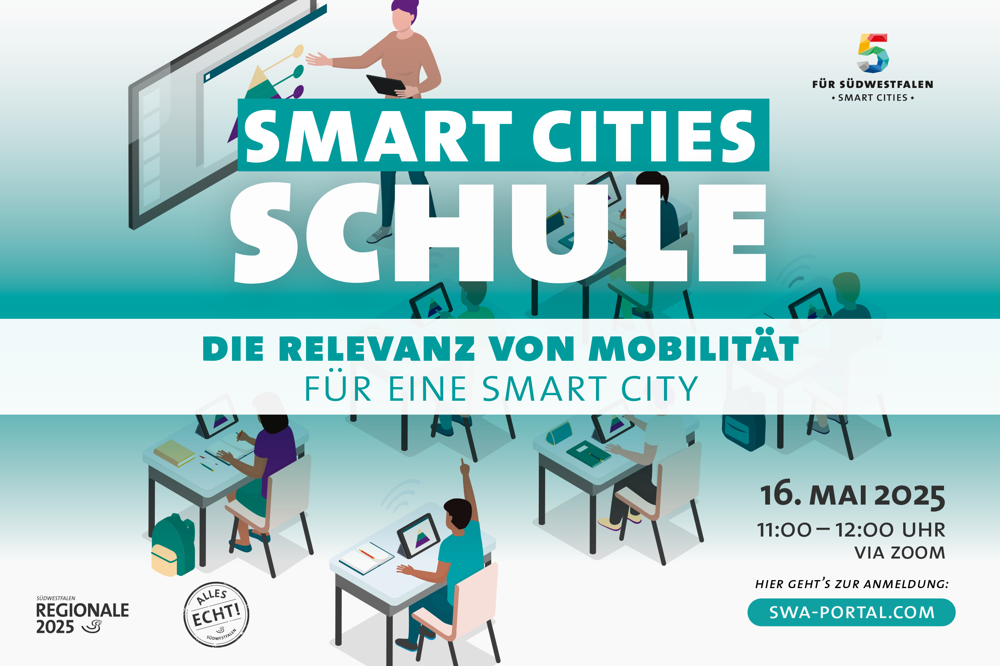 5
FÜR SÜDWESTFALEN
* SMART CITIES *
SMART CITIES
SCHULE
DIE RELEVANZ VON MOBILITÄT
FÜR EINE SMART CITY
16. MAI 2025
11:00 – 12:00 UHR
VIA ZOOM
HIER GEHT'S ZUR ANMELDUNG:
SWA-PORTAL.COM
SÜDWESTFALEN
REGIONALE
2025
ALLES
ECHT!
SÜDWESTFALEN